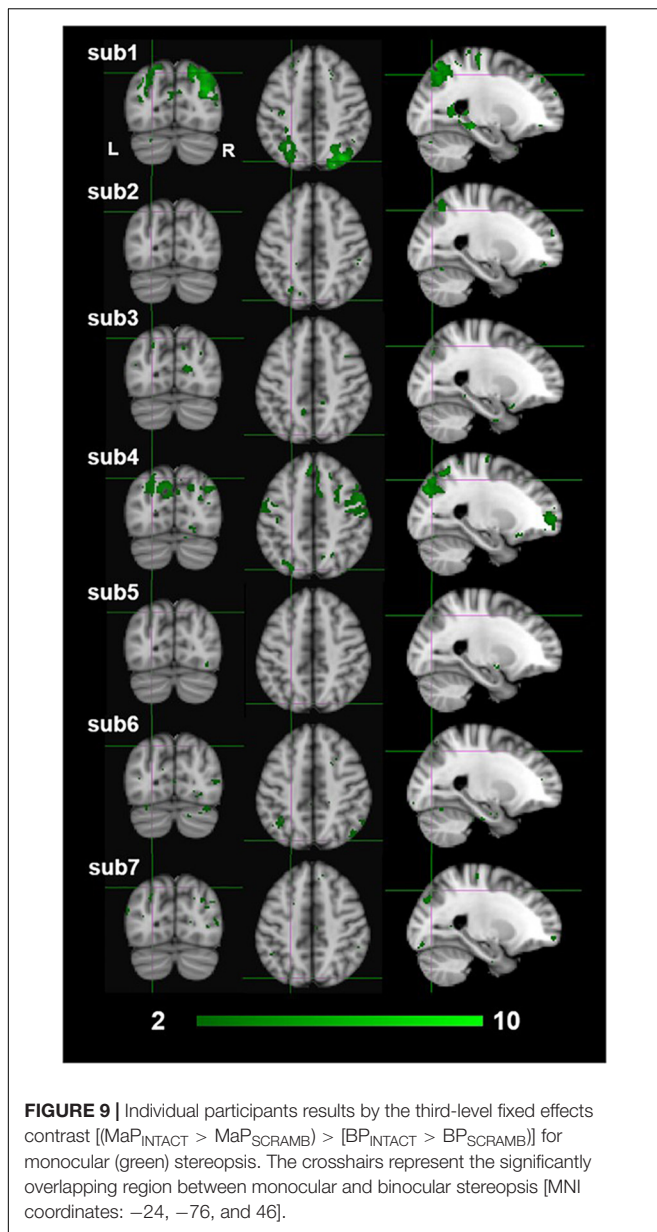 sub1
L R
sub2
sub3
sub4
sub5
sub6
sub7
2 10
FIGURE 9 | Individual participants results by the third-level fixed effects
contrast [(MaPINTACT > MaPSCRAMB) > [BPINTACT > BPSCRAMB)] for
monocular (green) stereopsis. The crosshairs represent the significantly
overlapping region between monocular and binocular stereopsis [MNI
coordinates: −24, −76, and 46].